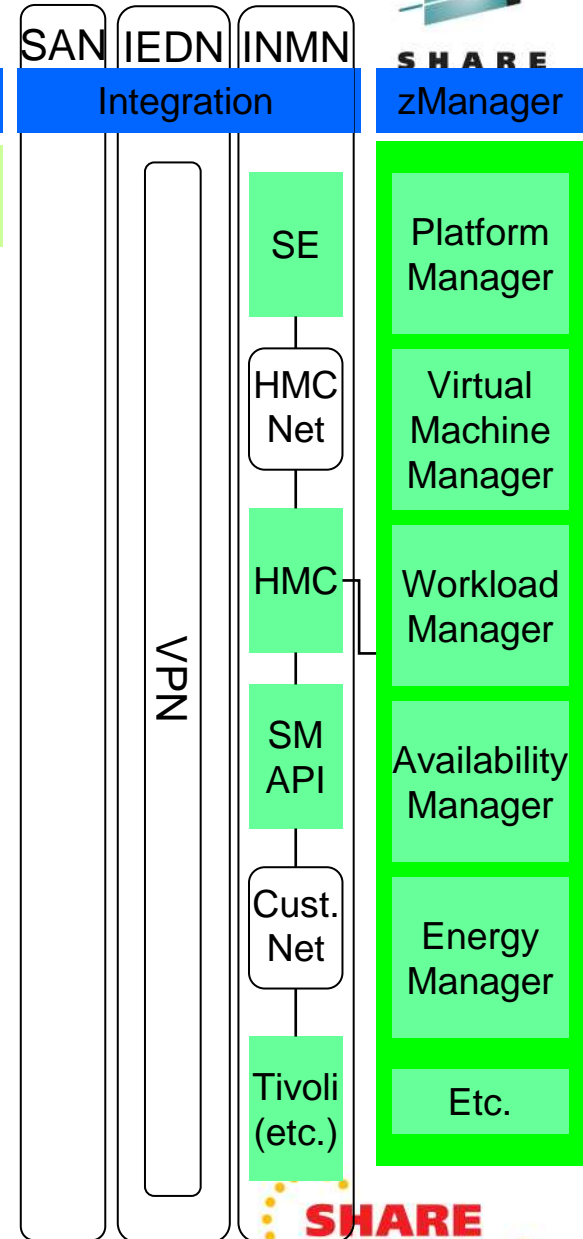 SAN IEDN INMN
SHARE
Integration
zManager
SE
HMC
Net
HMC
SM
API
Cust.
Net
Tivoli
(etc.)
VPN
Platform
Manager
Virtual
Machine
Manager
Workload
Manager
Availability
Manager
Energy
Manager
Etc.
SHARE